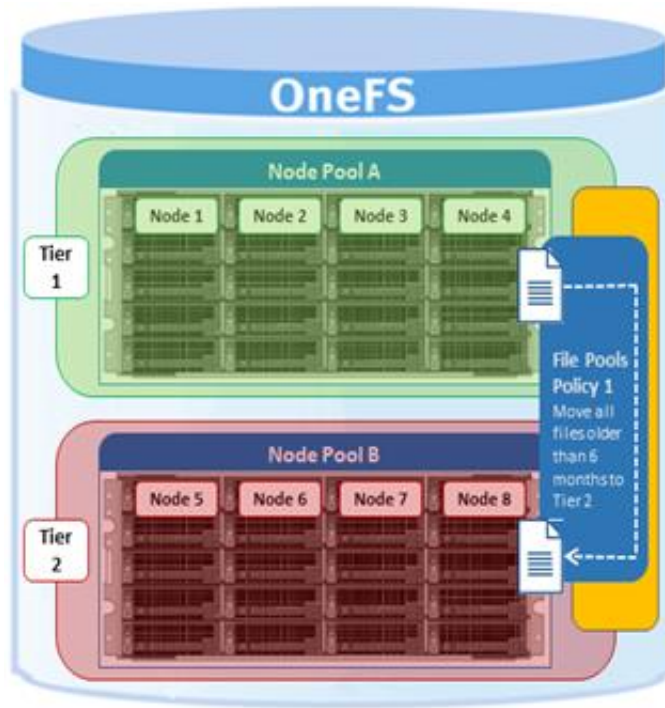 OneFS
Node Pool A
Node 1
Node 2
Node 3
Node 4
Tier
1
File Pools
Policy 1
Move all
files older
than 6
months to
Tier 2
Node Pool B
Node 5
Node 6
Node 7
Node 8
Tier
2